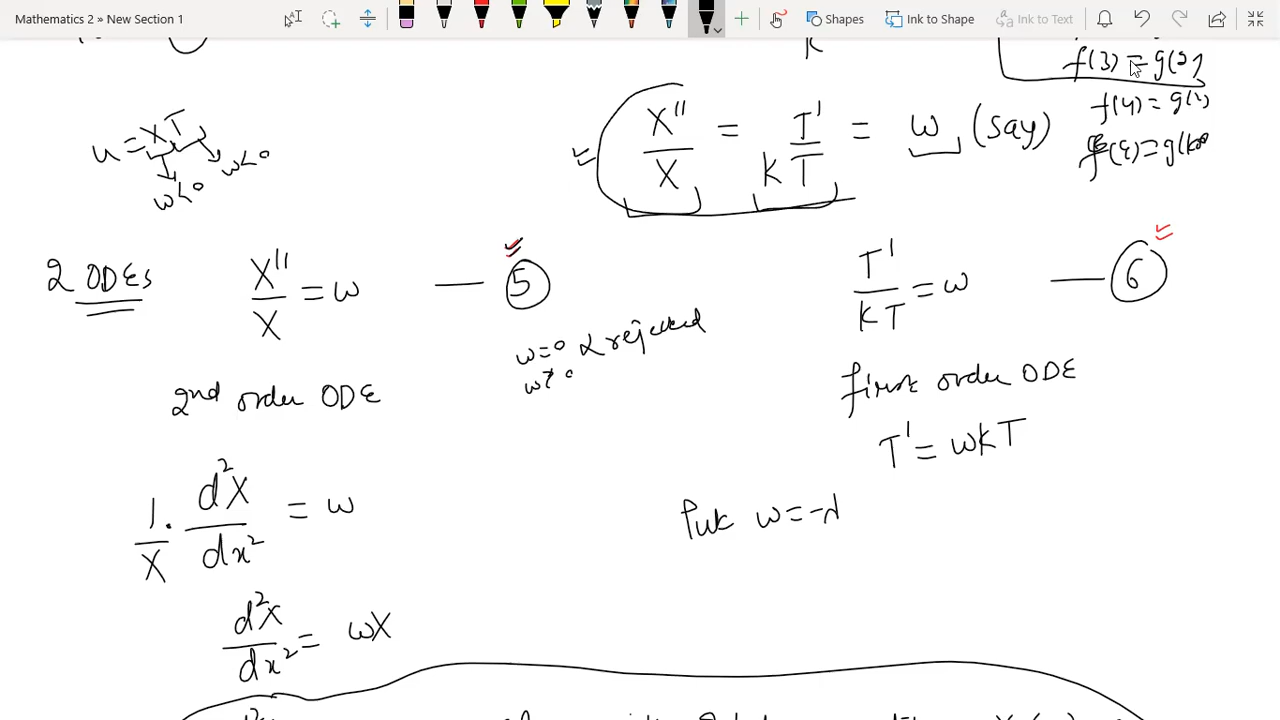 Mathematics 2 » New Section 1
Shapes
Ink to Shape
Ink to Text
k
f(3) = g(2)
f(4) = g(1)
u = XT
w<0
w<0
X''/X = T'/kT = w (say)
2 ODEs
X''/X = w — 5
T'/kT = w — 6
w=0 & rejected
w>0
2nd order ODE
first order ODE
T' = wkT
1/X . d²X/dx² = w
Put w = -λ
d²X/dx² = wX